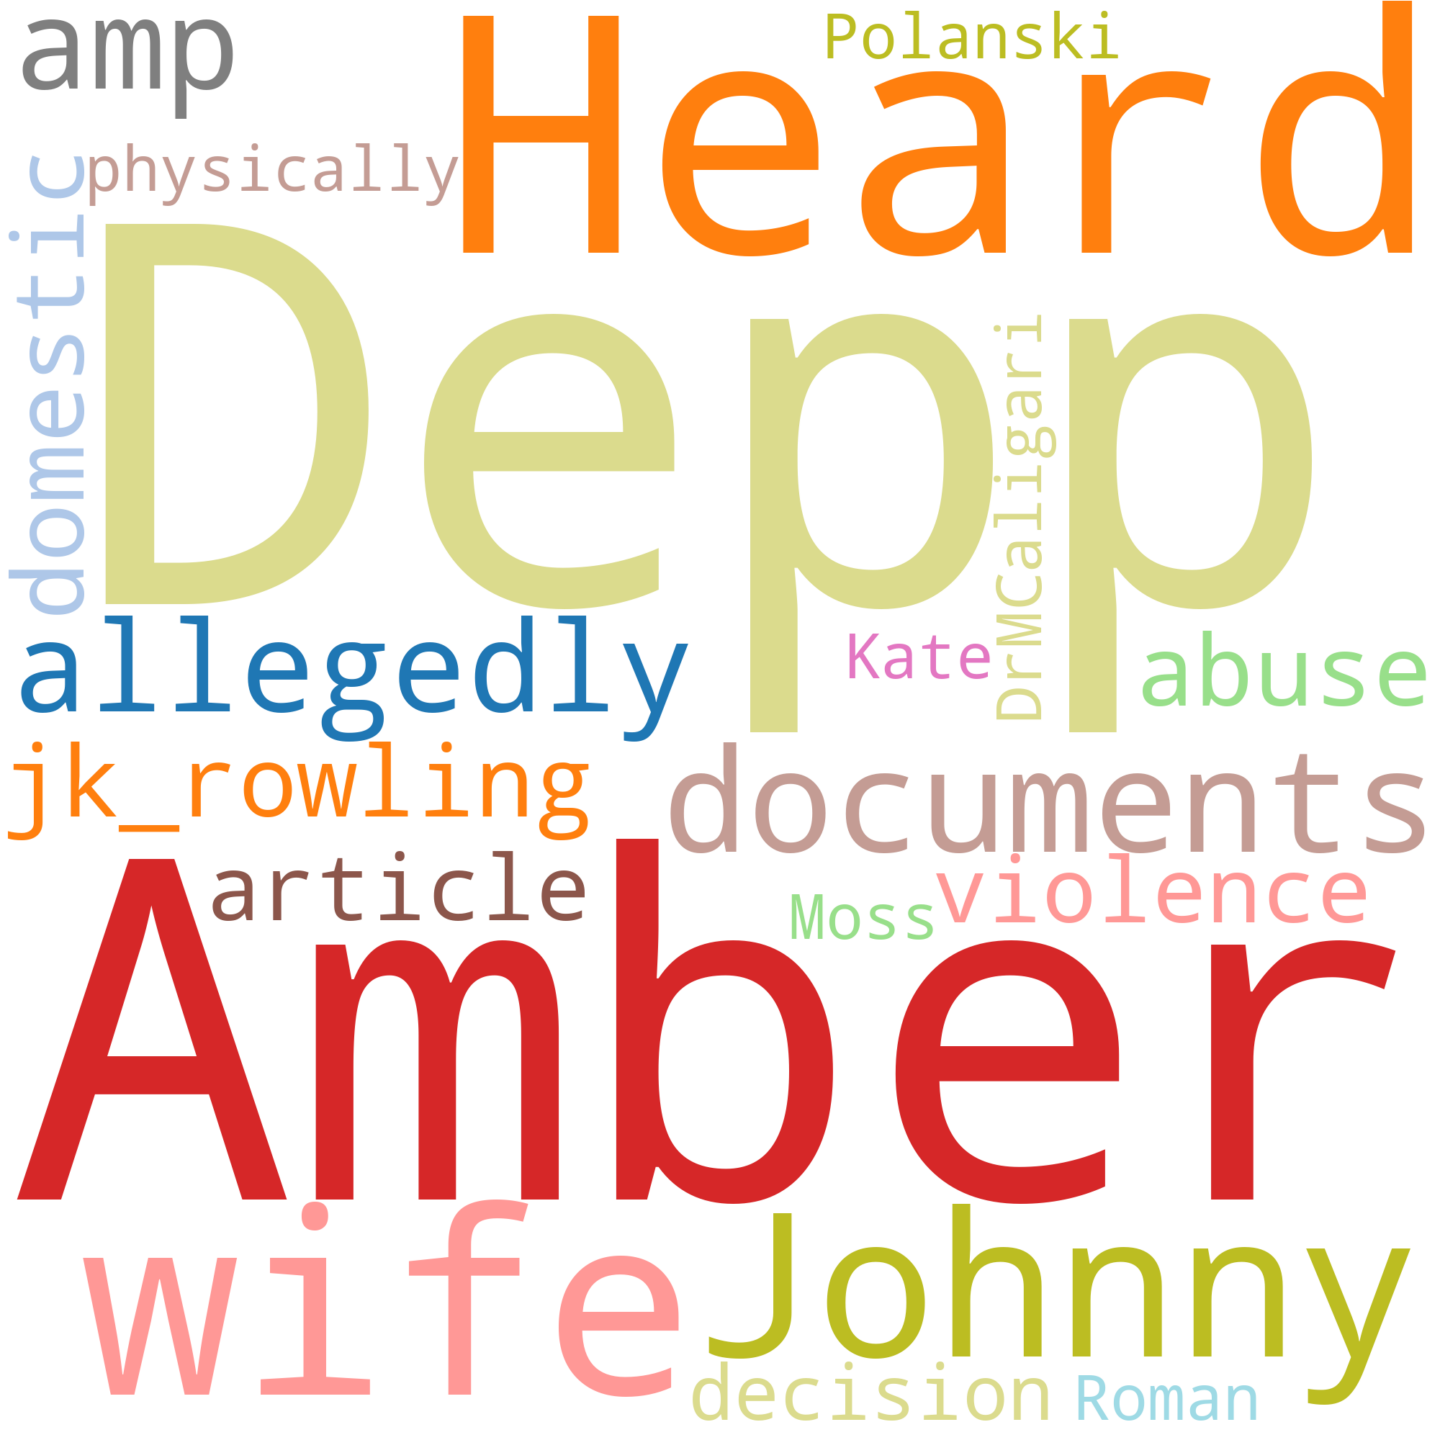 amp
Polanski
Heard
physically
domestic
Depp
DrMCaligari
allegedly
Kate
abuse
jk_rowling
documents
article
violence
Moss
Amber
wife
Johnny
decision
Roman